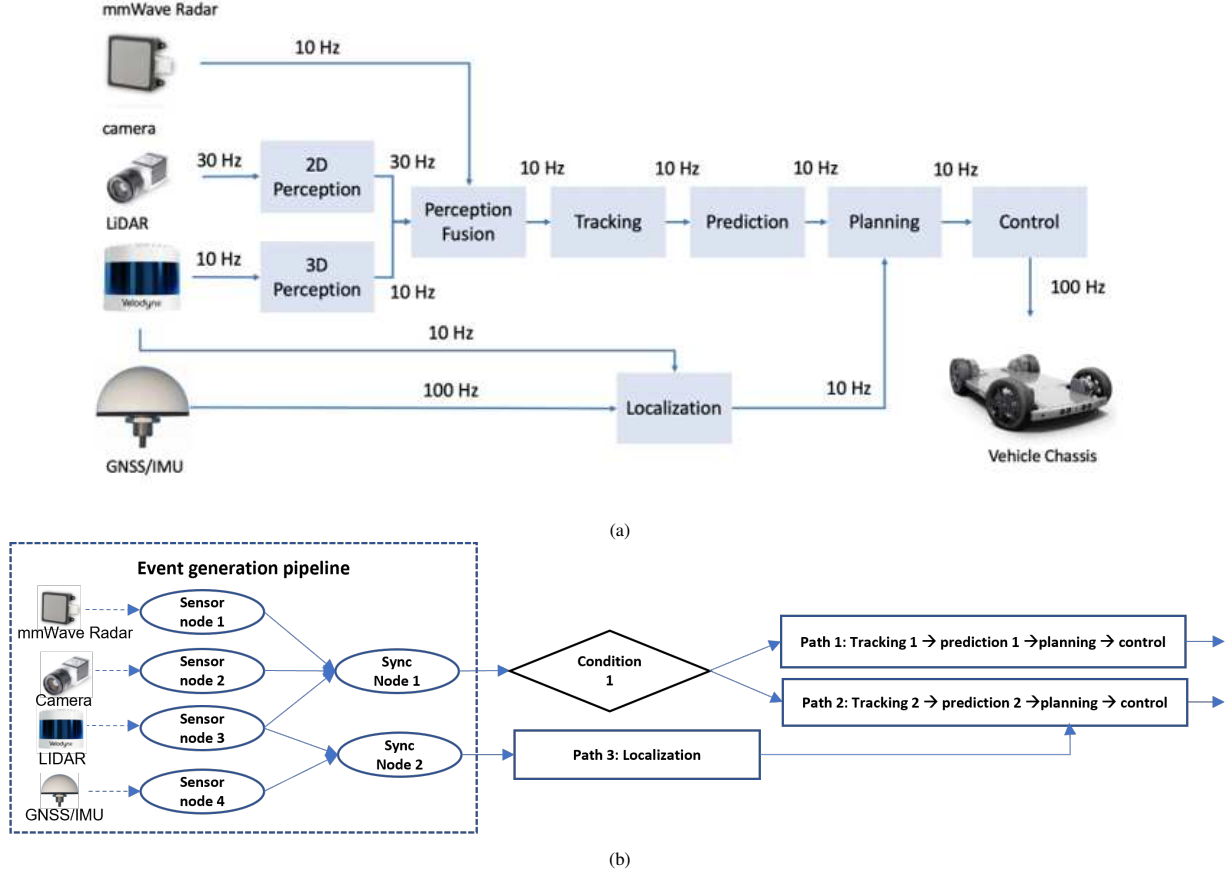 mmWave Radar
10 Hz
camera
30 Hz
2D
Perception
30 Hz
LiDAR
10 Hz
3D
Perception
10 Hz
Velodyne
Perception
Fusion
10 Hz
Tracking
10 Hz
Prediction
10 Hz
Planning
10 Hz
Control
100 Hz
10 Hz
100 Hz
Localization
10 Hz
GNSS/IMU
Vehicle Chassis
(a)
Event generation pipeline
mmWave Radar
Sensor
node 1
Camera
Sensor
node 2
LIDAR
Velodyne
Sensor
node 3
GNSS/IMU
Sensor
node 4
Sync
Node 1
Sync
Node 2
Condition
1
Path 1: Tracking 1 → prediction 1 →planning → control
Path 2: Tracking 2 → prediction 2 →planning → control
Path 3: Localization
(b)